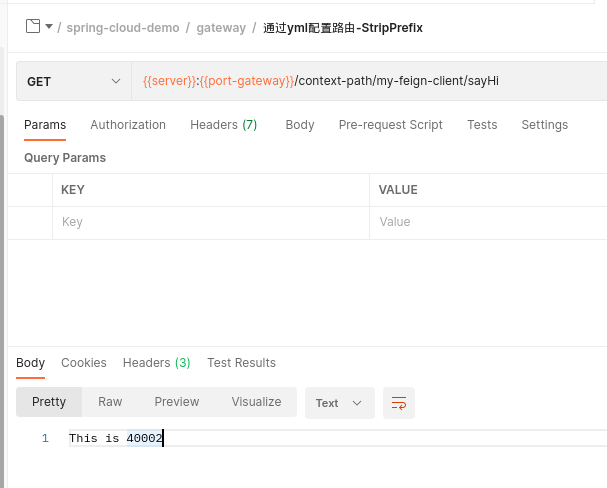 / spring-cloud-demo / gateway / 通过yml配置路由-StripPrefix
GET {{server}}:{{port-gateway}}/context-path/my-feign-client/sayHi
Params Authorization Headers (7) Body Pre-request Script Tests Settings
Query Params
KEY VALUE
Key Value
Body Cookies Headers (3) Test Results
Pretty Raw Preview Visualize Text
1 This is 40002